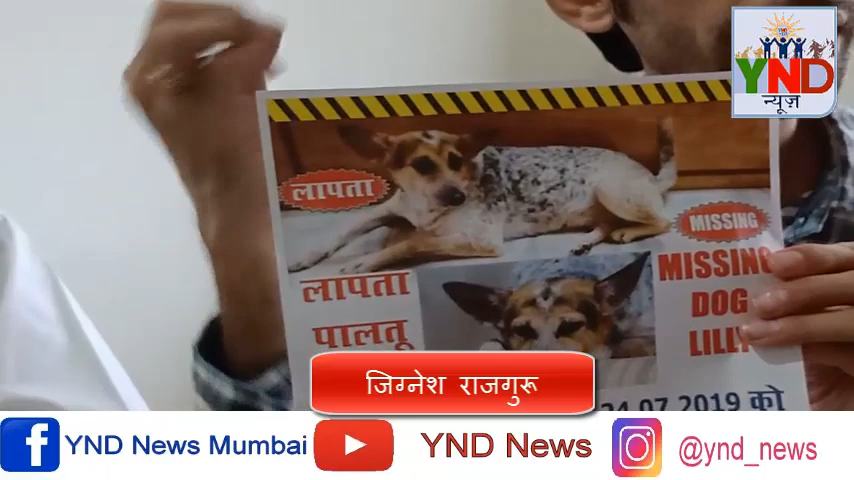 YND
न्यूज़
लापता
MISSING
लापता
पालतू
MISSING
DOG
LILLY
24.07.2019 को
जिग्नेश राजगुरू
YND News Mumbai
YND News
@ynd_news